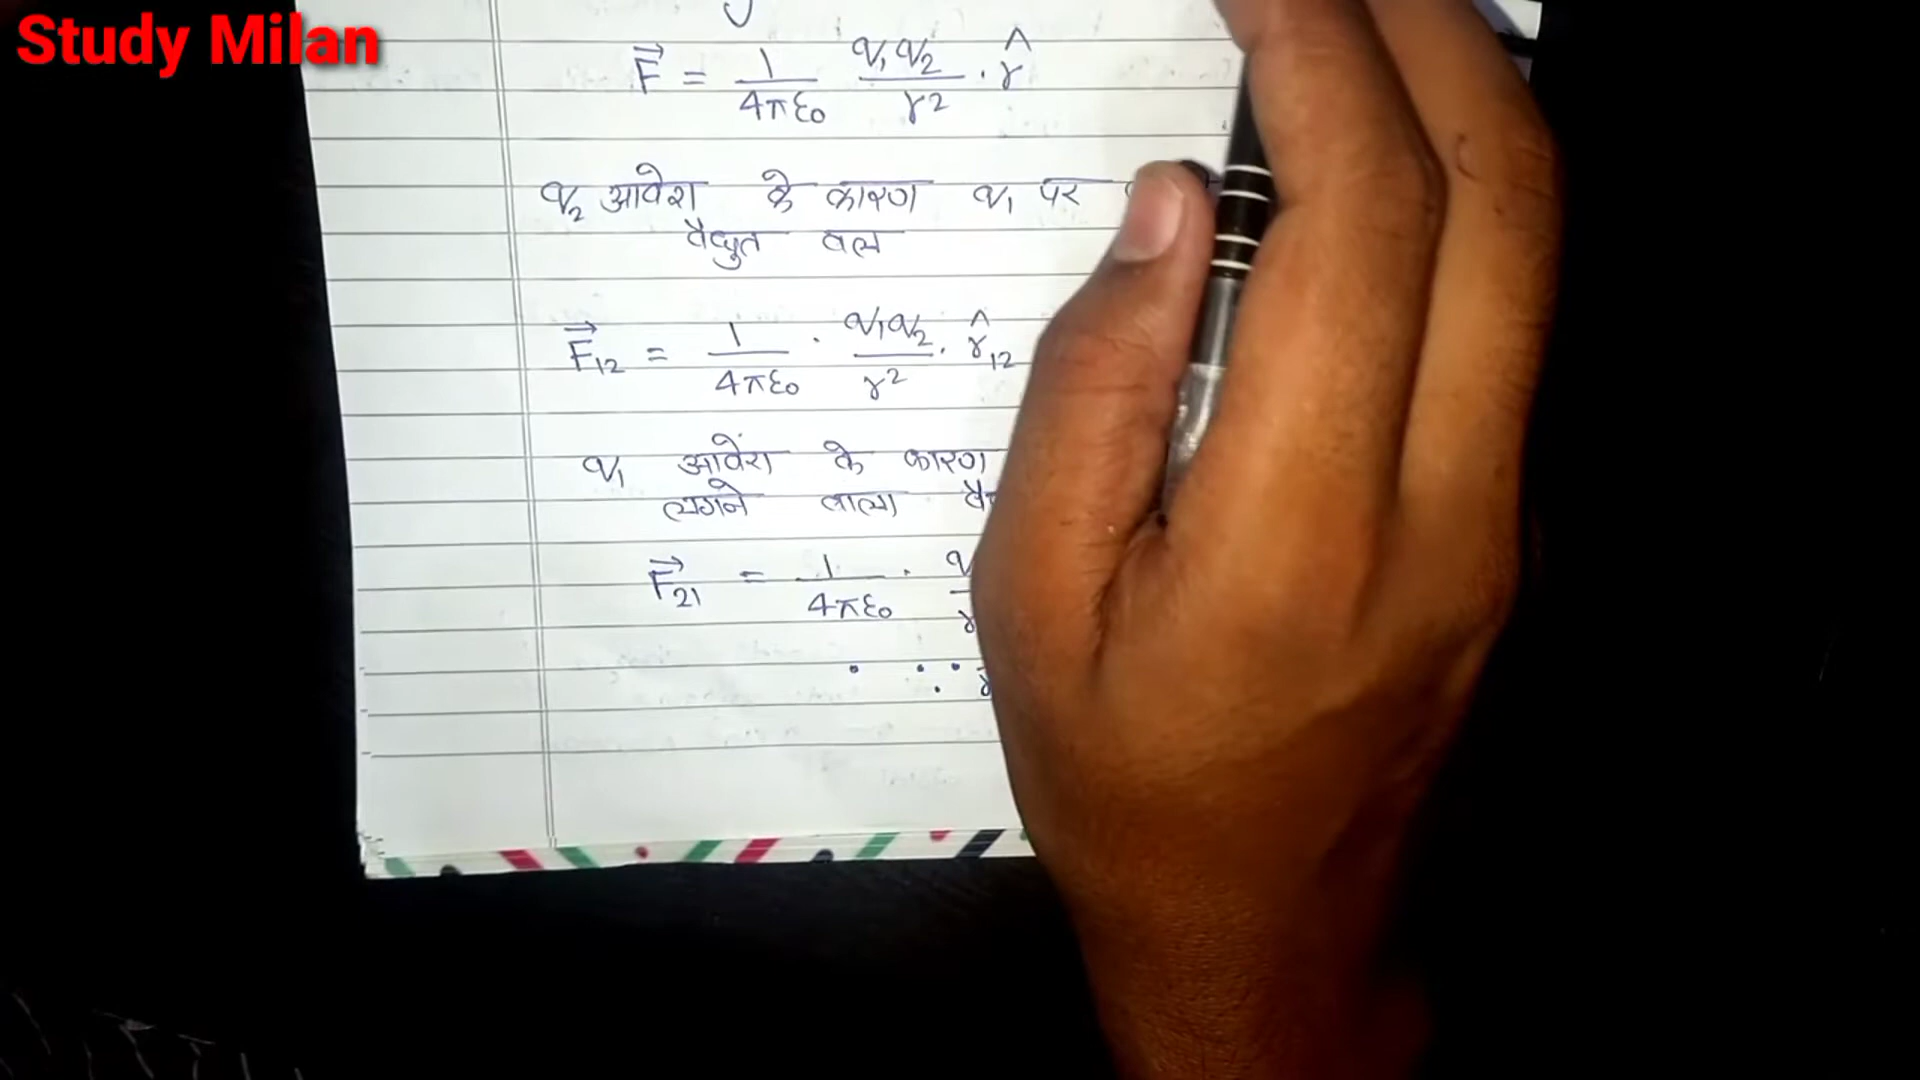 Study Milan
F⃗ = 1/4πε₀ q₁q₂/r² · r̂
q₂ आवेश के कारण q₁ पर
वैद्युत बल
F⃗₁₂ = 1/4πε₀ · q₁q₂/r² · r̂₁₂
q₁ आवेंश के कारण
लगने वाला
F⃗₂₁ = 1/4πε₀ ·